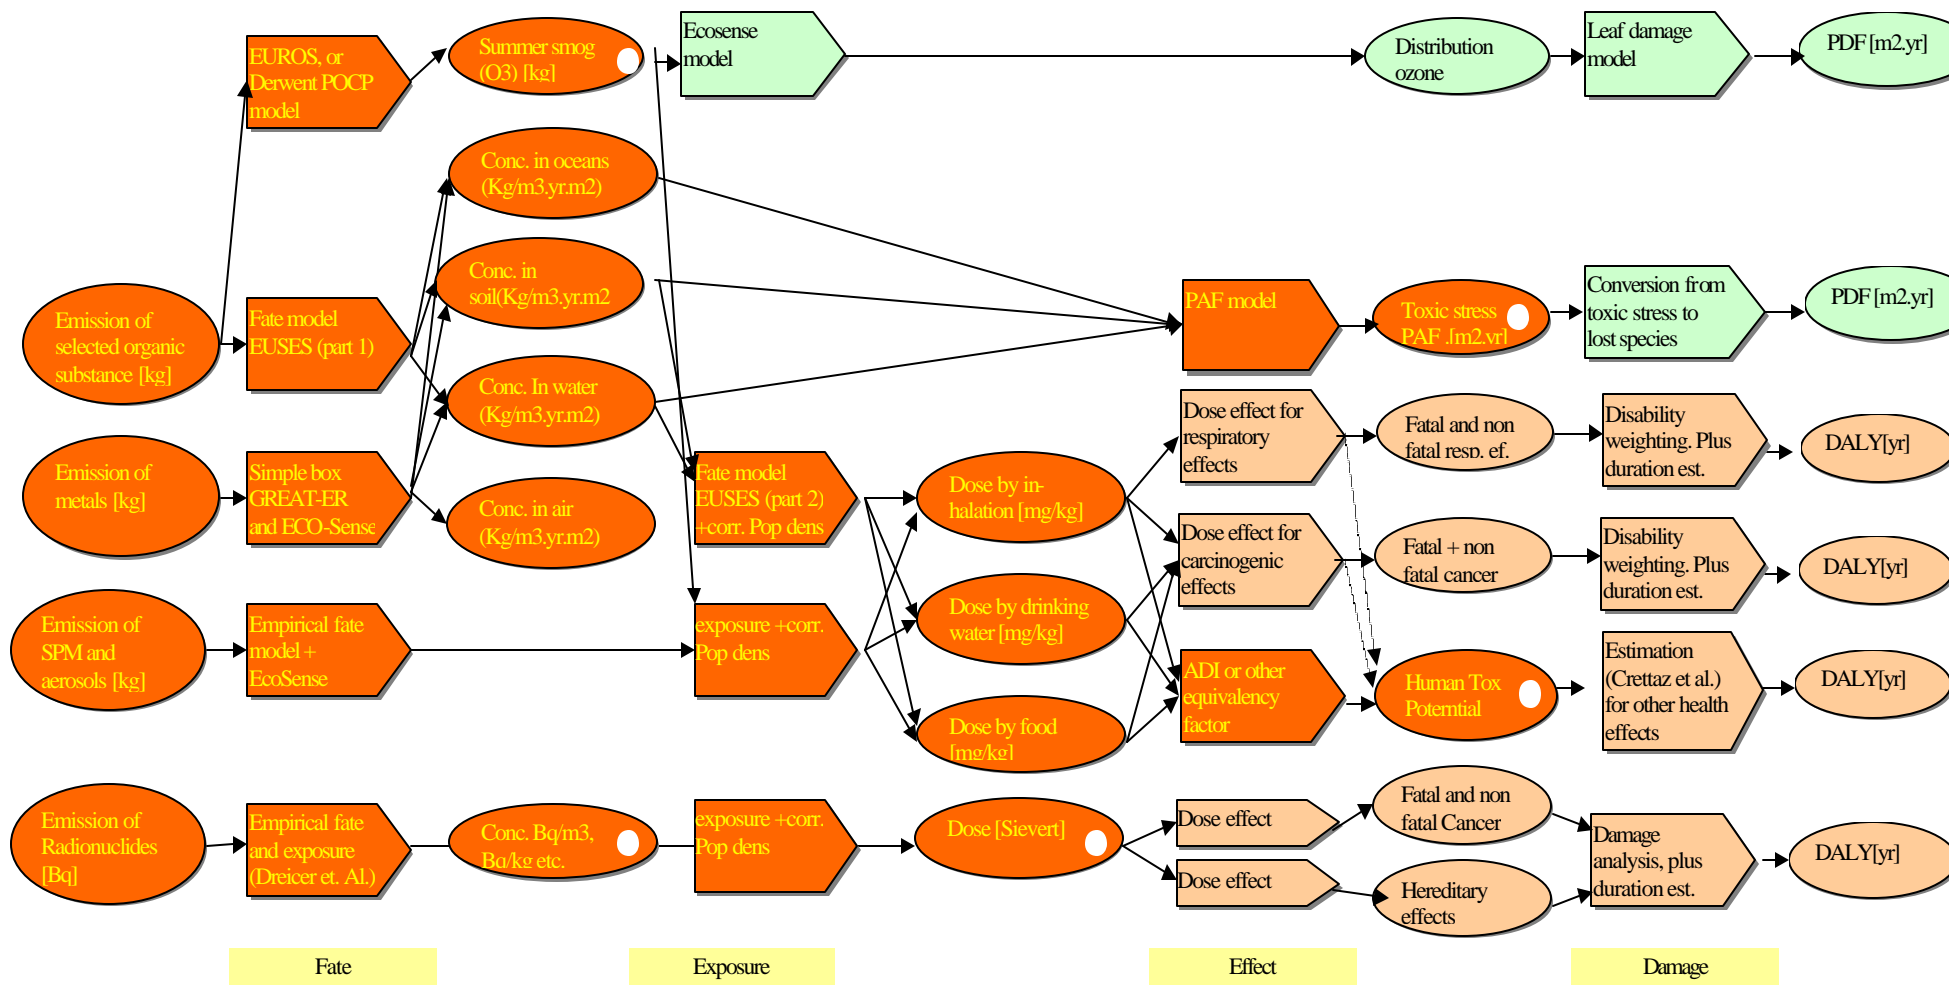 EUROS, or
Derwent POCP
model
Summer smog
(O3) [kg]
Ecosense
model
Distribution
ozone
Leaf damage
model
PDF [m2.yr]
Conc. in oceans
(Kg/m3.yr.m2)
Conc. in
soil(Kg/m3.yr.m2
Emission of
selected organic
substance [kg]
Fate model
EUSES (part 1)
Conc. In water
(Kg/m3.yr.m2)
PAF model
Toxic stress
PAF .[m2.yr]
Conversion from
toxic stress to
lost species
PDF [m2.yr]
Emission of
metals [kg]
Simple box
GREAT-ER
and ECO-Sense
Conc. in air
(Kg/m3.yr.m2)
Fate model
EUSES (part 2)
+corr. Pop dens
Dose by in-
halation [mg/kg]
Dose effect for
respiratory
effects
Fatal and non
fatal resp. ef.
Disability
weighting. Plus
duration est.
DALY[yr]
Dose effect for
carcinogenic
effects
Fatal + non
fatal cancer
Disability
weighting. Plus
duration est.
DALY[yr]
Emission of
SPM and
aerosols [kg]
Empirical fate
model +
EcoSense
exposure +corr.
Pop dens
Dose by drinking
water [mg/kg]
Dose by food
[mg/kg]
ADI or other
equivalency
factor
Human Tox
Poterntial
Estimation
(Crettaz et al.)
for other health
effects
DALY[yr]
Emission of
Radionuclides
[Bq]
Empirical fate
and exposure
(Dreicer et. Al.)
Conc. Bq/m3,
Bq/kg etc.
exposure +corr.
Pop dens
Dose [Sievert]
Dose effect
Dose effect
Fatal and non
fatal Cancer
Hereditary
effects
Damage
analysis, plus
duration est.
DALY[yr]
Fate
Exposure
Effect
Damage